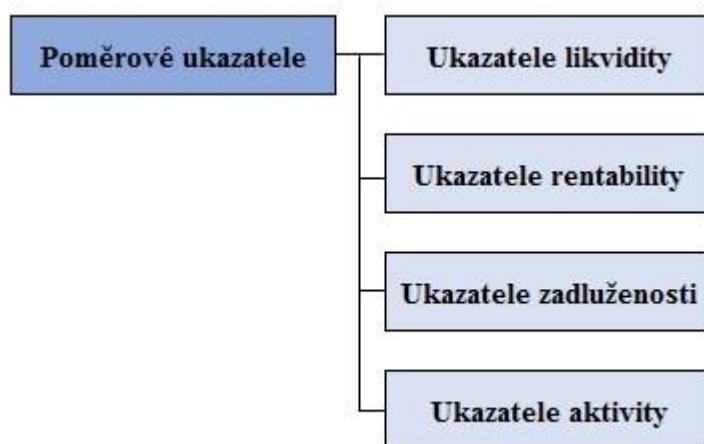 Poměrové ukazatele
Ukazatele likvidity
Ukazatele rentability
Ukazatele zadluženosti
Ukazatele aktivity